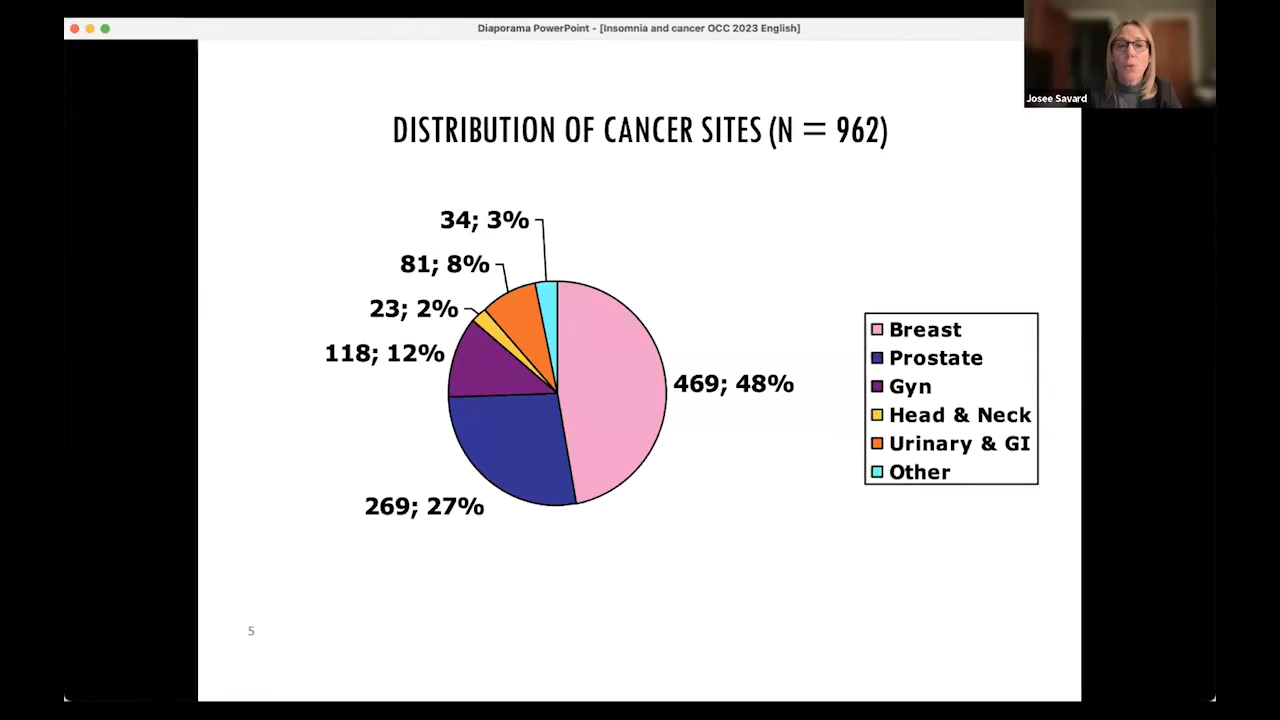 Diaporama PowerPoint - [Insomnia and cancer OCC 2023 English]
Josee Savard
DISTRIBUTION OF CANCER SITES (N = 962)
34; 3%
81; 8%
23; 2%
118; 12%
469; 48%
269; 27%
Breast
Prostate
Gyn
Head & Neck
Urinary & GI
Other
5